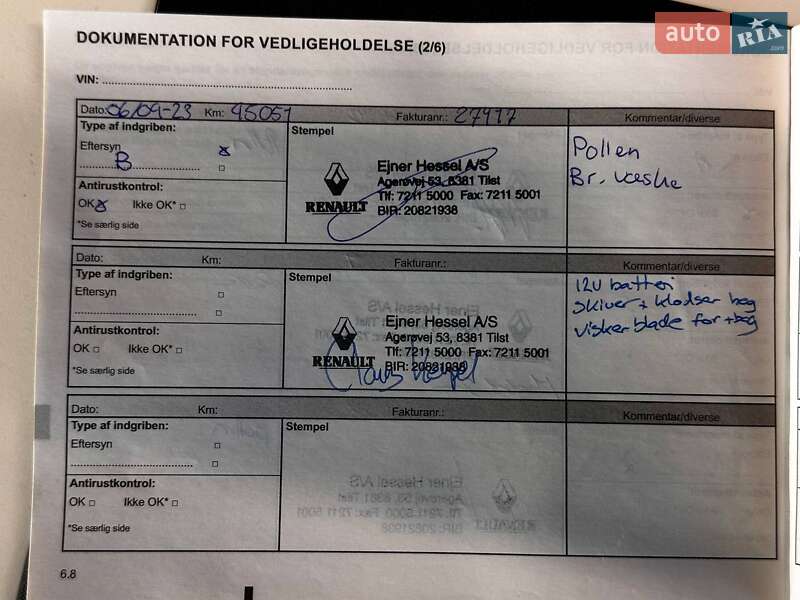 auto RIA.com
DOKUMENTATION FOR VEDLIGEHOLDELSE (2/6)
VIN:
Dato: 06/09-23 Km: 45051 Fakturanr.: 27417 Kommentar/diverse
Type af indgriben:
Eftersyn
B
Antirustkontrol:
OK Ikke OK*
*Se særlig side
Stempel
RENAULT
Ejner Hessel A/S
Agerøvej 53, 8381 Tilst
Tlf: 7211 5000 Fax: 7211 5001
BIR: 20821938
Pollen
Br. væske
Dato: Km: Fakturanr.: Kommentar/diverse
Type af indgriben:
Eftersyn
Antirustkontrol:
OK Ikke OK*
*Se særlig side
Stempel
RENAULT
Ejner Hessel A/S
Agerøvej 53, 8381 Tilst
Tlf: 7211 5000 Fax: 7211 5001
BIR: 20821938
12V batteri
skiver + klodser bag
viskerblade for + bag
Dato: Km: Fakturanr.: Kommentar/diverse
Type af indgriben:
Eftersyn
Antirustkontrol:
OK Ikke OK*
*Se særlig side
Stempel
6.8